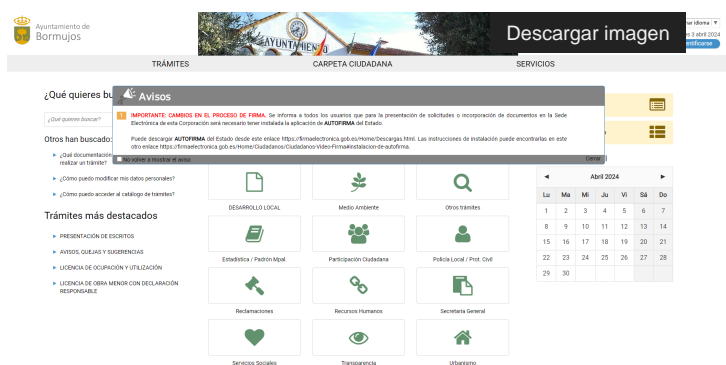 Ayuntamiento de
Bormujos
AYUNTAMIENTO
Descargar imagen
nar idioma
es 3 abril 2024
entificarse
TRÁMITES
CARPETA CIUDADANA
SERVICIOS
¿Qué quieres bu
¿Qué quieres buscar?
Otros han buscado:
¿Qué documentación
realizar un trámite?
¿Cómo puedo modificar mis datos personales?
¿Cómo puedo acceder al catálogo de trámites?
Trámites más destacados
PRESENTACIÓN DE ESCRITOS
AVISOS, QUEJAS Y SUGERENCIAS
LICENCIA DE OCUPACIÓN Y UTILIZACIÓN
LICENCIA DE OBRA MENOR CON DECLARACIÓN
RESPONSABLE
Avisos
1 IMPORTANTE: CAMBIOS EN EL PROCESO DE FIRMA. Se informa a todos los usuarios que para la presentación de solicitudes o incorporación de documentos en la Sede
Electrónica de esta Corporación será necesario tener instalada la aplicación de AUTOFIRMA del Estado.
Puede descargar AUTOFIRMA del Estado desde este enlace https://firmaelectronica.gob.es/Home/Descargas.html. Las instrucciones de instalación puede encontrarlas en este
otro enlace https://firmaelectronica.gob.es/Home/Ciudadanos/Ciudadanos-Video-Firma#instalacion-de-autofirma.
No volver a mostrar el aviso
Cerrar
DESARROLLO LOCAL
Medio Ambiente
Otros trámites
Estadística / Padrón Mpal.
Participación Ciudadana
Policía Local / Prot. Civil
Reclamaciones
Recursos Humanos
Secretaría General
Servicios Sociales
Transparencia
Urbanismo
Abril 2024
Lu Ma Mi Ju Vi Sá Do
1 2 3 4 5 6 7
8 9 10 11 12 13 14
15 16 17 18 19 20 21
22 23 24 25 26 27 28
29 30